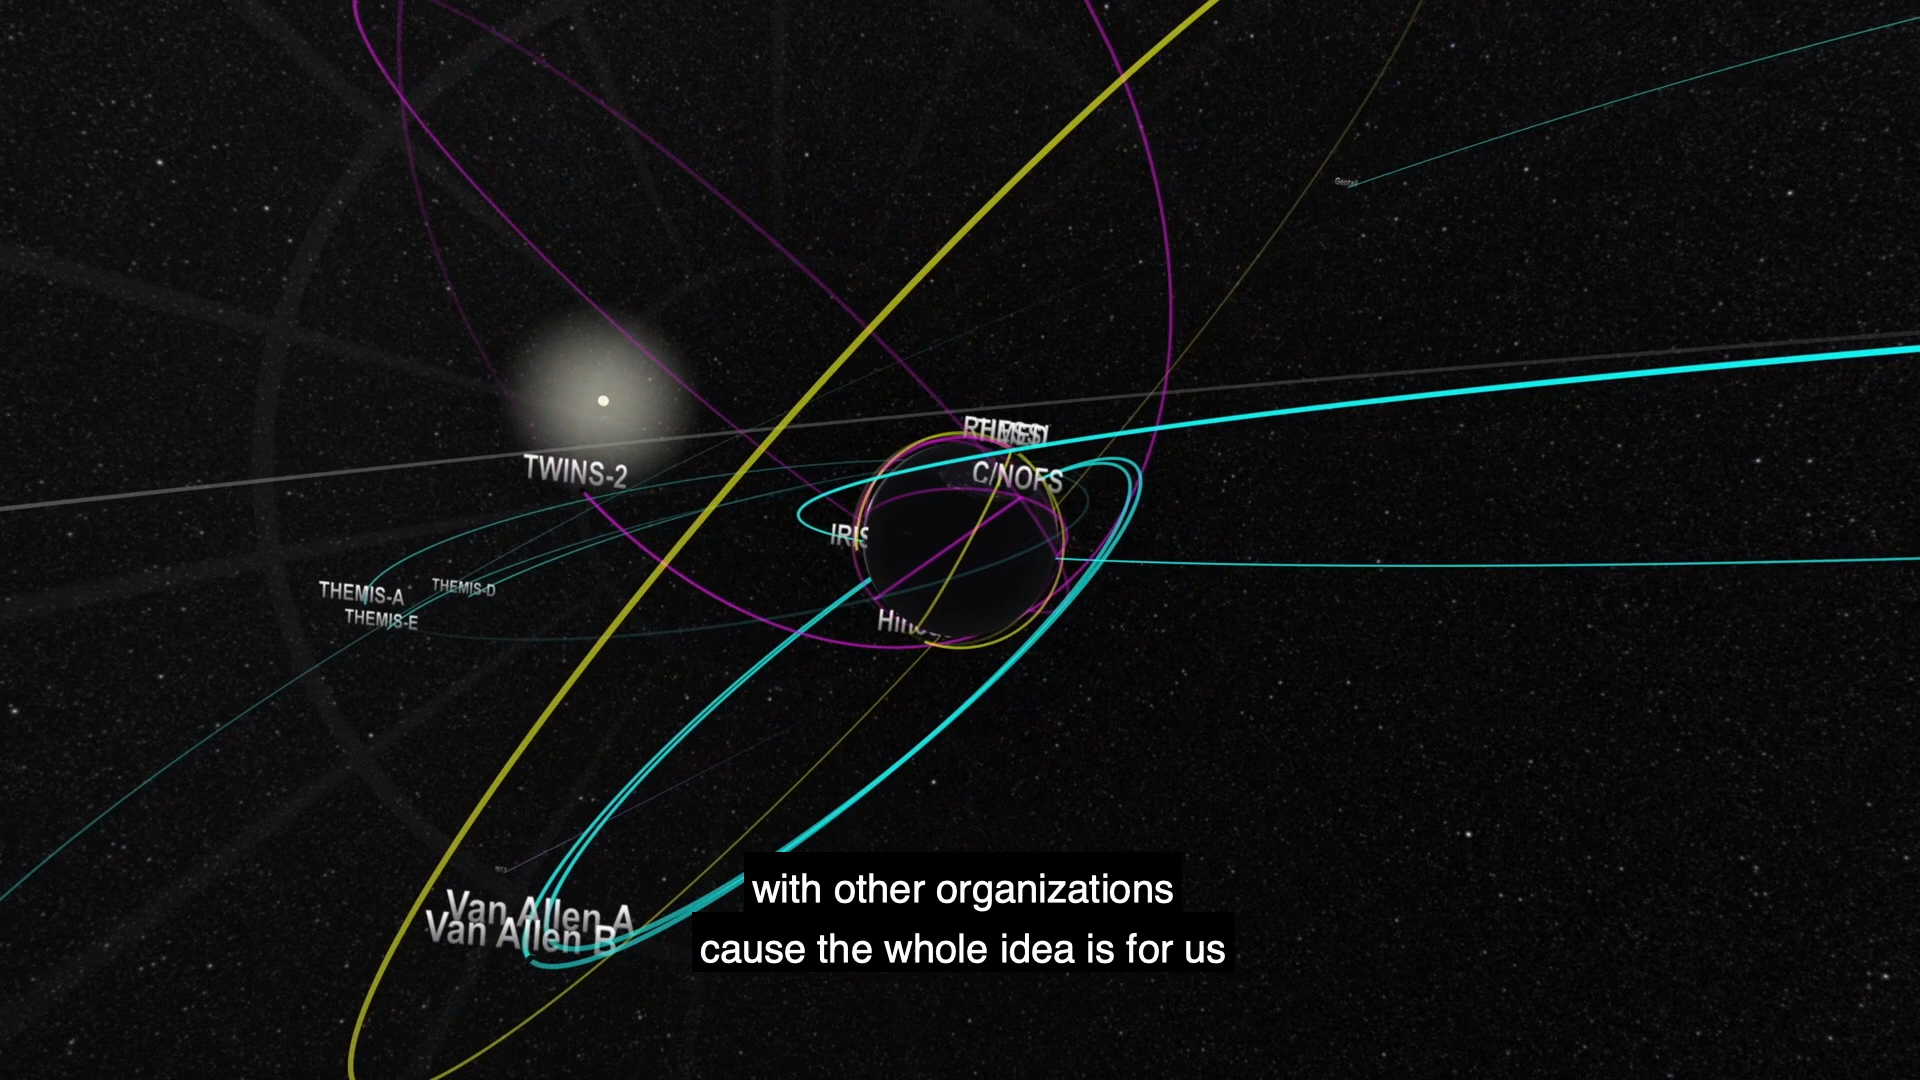 Geotail
TWINS-2
C/NOFS
IRIS
THEMIS-A
THEMIS-D
THEMIS-E
Van Allen A
Van Allen B
with other organizations
cause the whole idea is for us